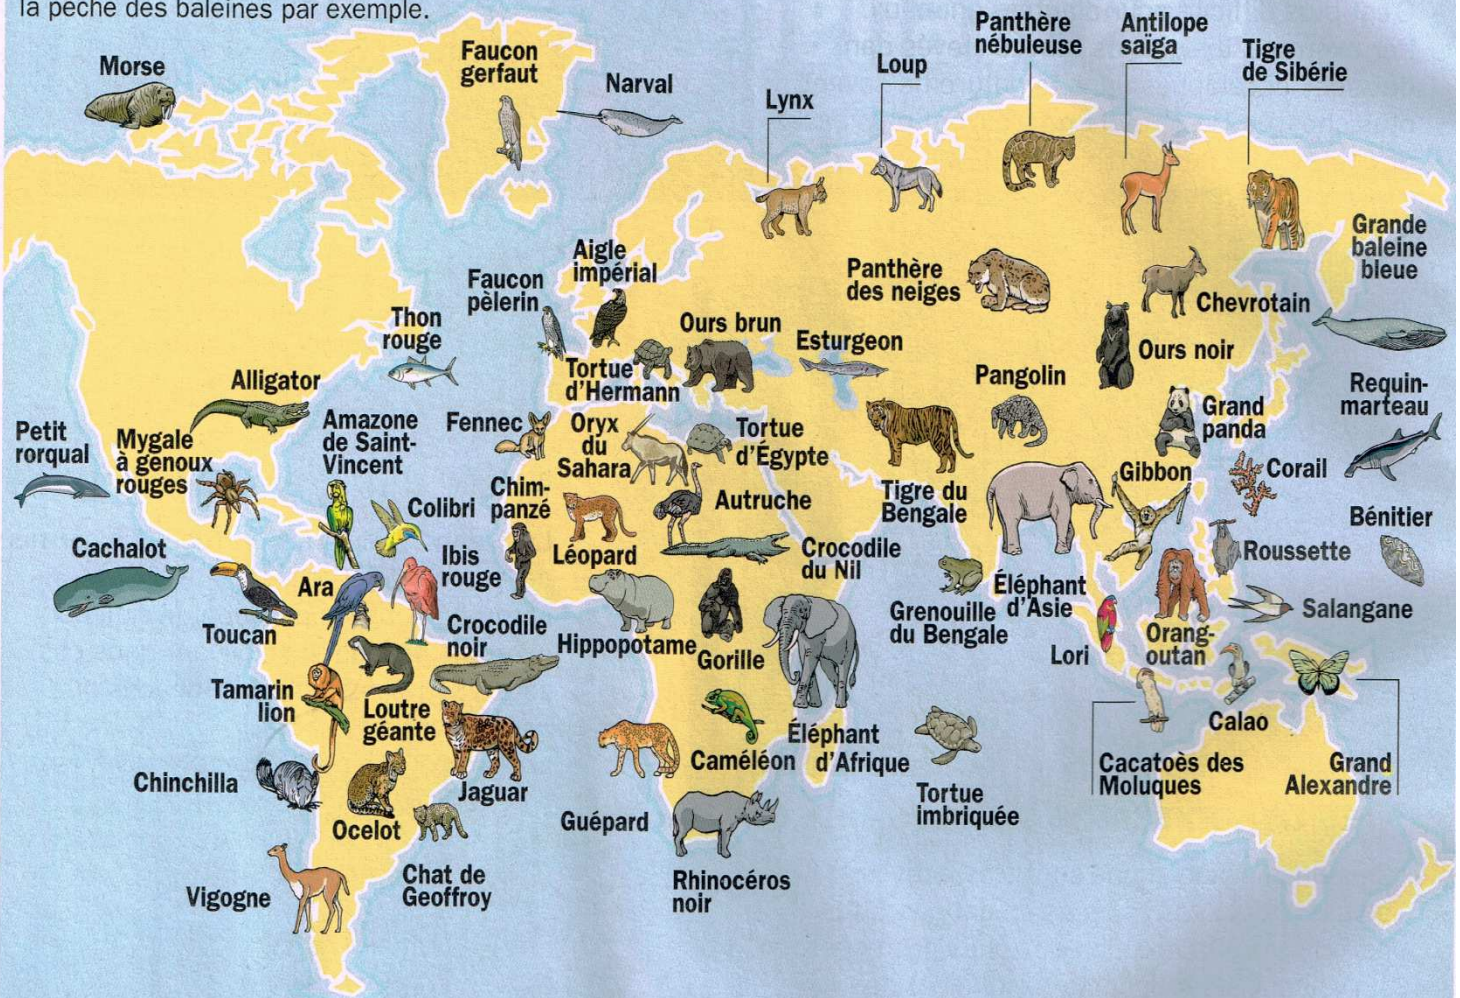 la pêche des baleines par exemple.
Morse
Faucon
gerfaut
Narval
Lynx
Loup
Panthère
nébuleuse
Antilope
saïga
Tigre
de Sibérie
Grande
baleine
bleue
Aigle
impérial
Faucon
pèlerin
Panthère
des neiges
Chevrotain
Thon
rouge
Ours brun
Esturgeon
Ours noir
Tortue
d'Hermann
Pangolin
Alligator
Requin-
marteau
Petit
rorqual
Mygale
à genoux
rouges
Amazone
de Saint-
Vincent
Fennec
Oryx
du
Sahara
Tortue
d'Égypte
Grand
panda
Gibbon
Corail
Colibri
Chim-
panzé
Autruche
Tigre du
Bengale
Bénitier
Cachalot
Ibis
rouge
Léopard
Crocodile
du Nil
Roussette
Ara
Éléphant
d'Asie
Grenouille
du Bengale
Salangane
Toucan
Crocodile
noir
Hippopotame
Gorille
Lori
Orang-
outan
Tamarin
lion
Loutre
géante
Caméléon
Éléphant
d'Afrique
Calao
Cacatoès des
Moluques
Grand
Alexandre
Chinchilla
Jaguar
Tortue
imbriquée
Ocelot
Guépard
Chat de
Geoffroy
Vigogne
Rhinocéros
noir